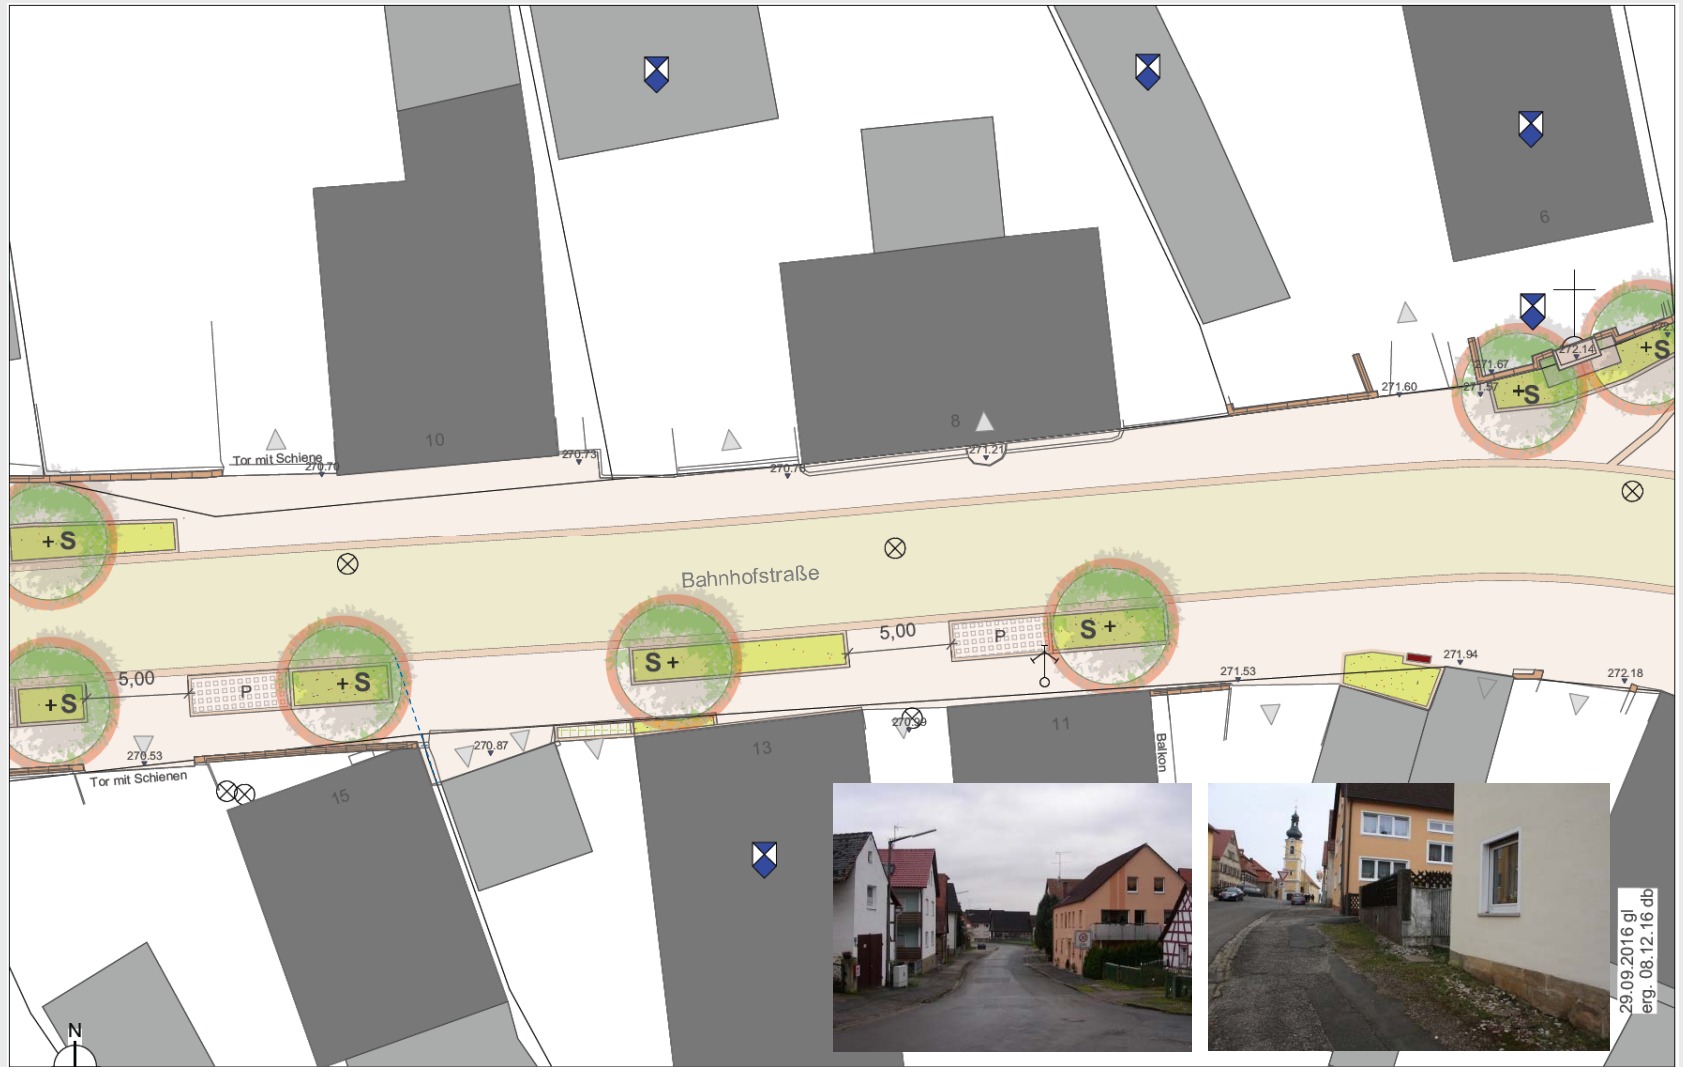 6
272.14
S
271.67
S
271.57
271.60
8
271.21
10
Tor mit Schiene
270.70
270.73
270.78
S
Bahnhofstraße
5,00
P
S
S
5,00
P
S
S
271.94
271.53
272.18
270.53
Tor mit Schienen
270.87
13
270.99
11
Balkon
15
29.09.2016 gl
erg. 08.12.16 db
N